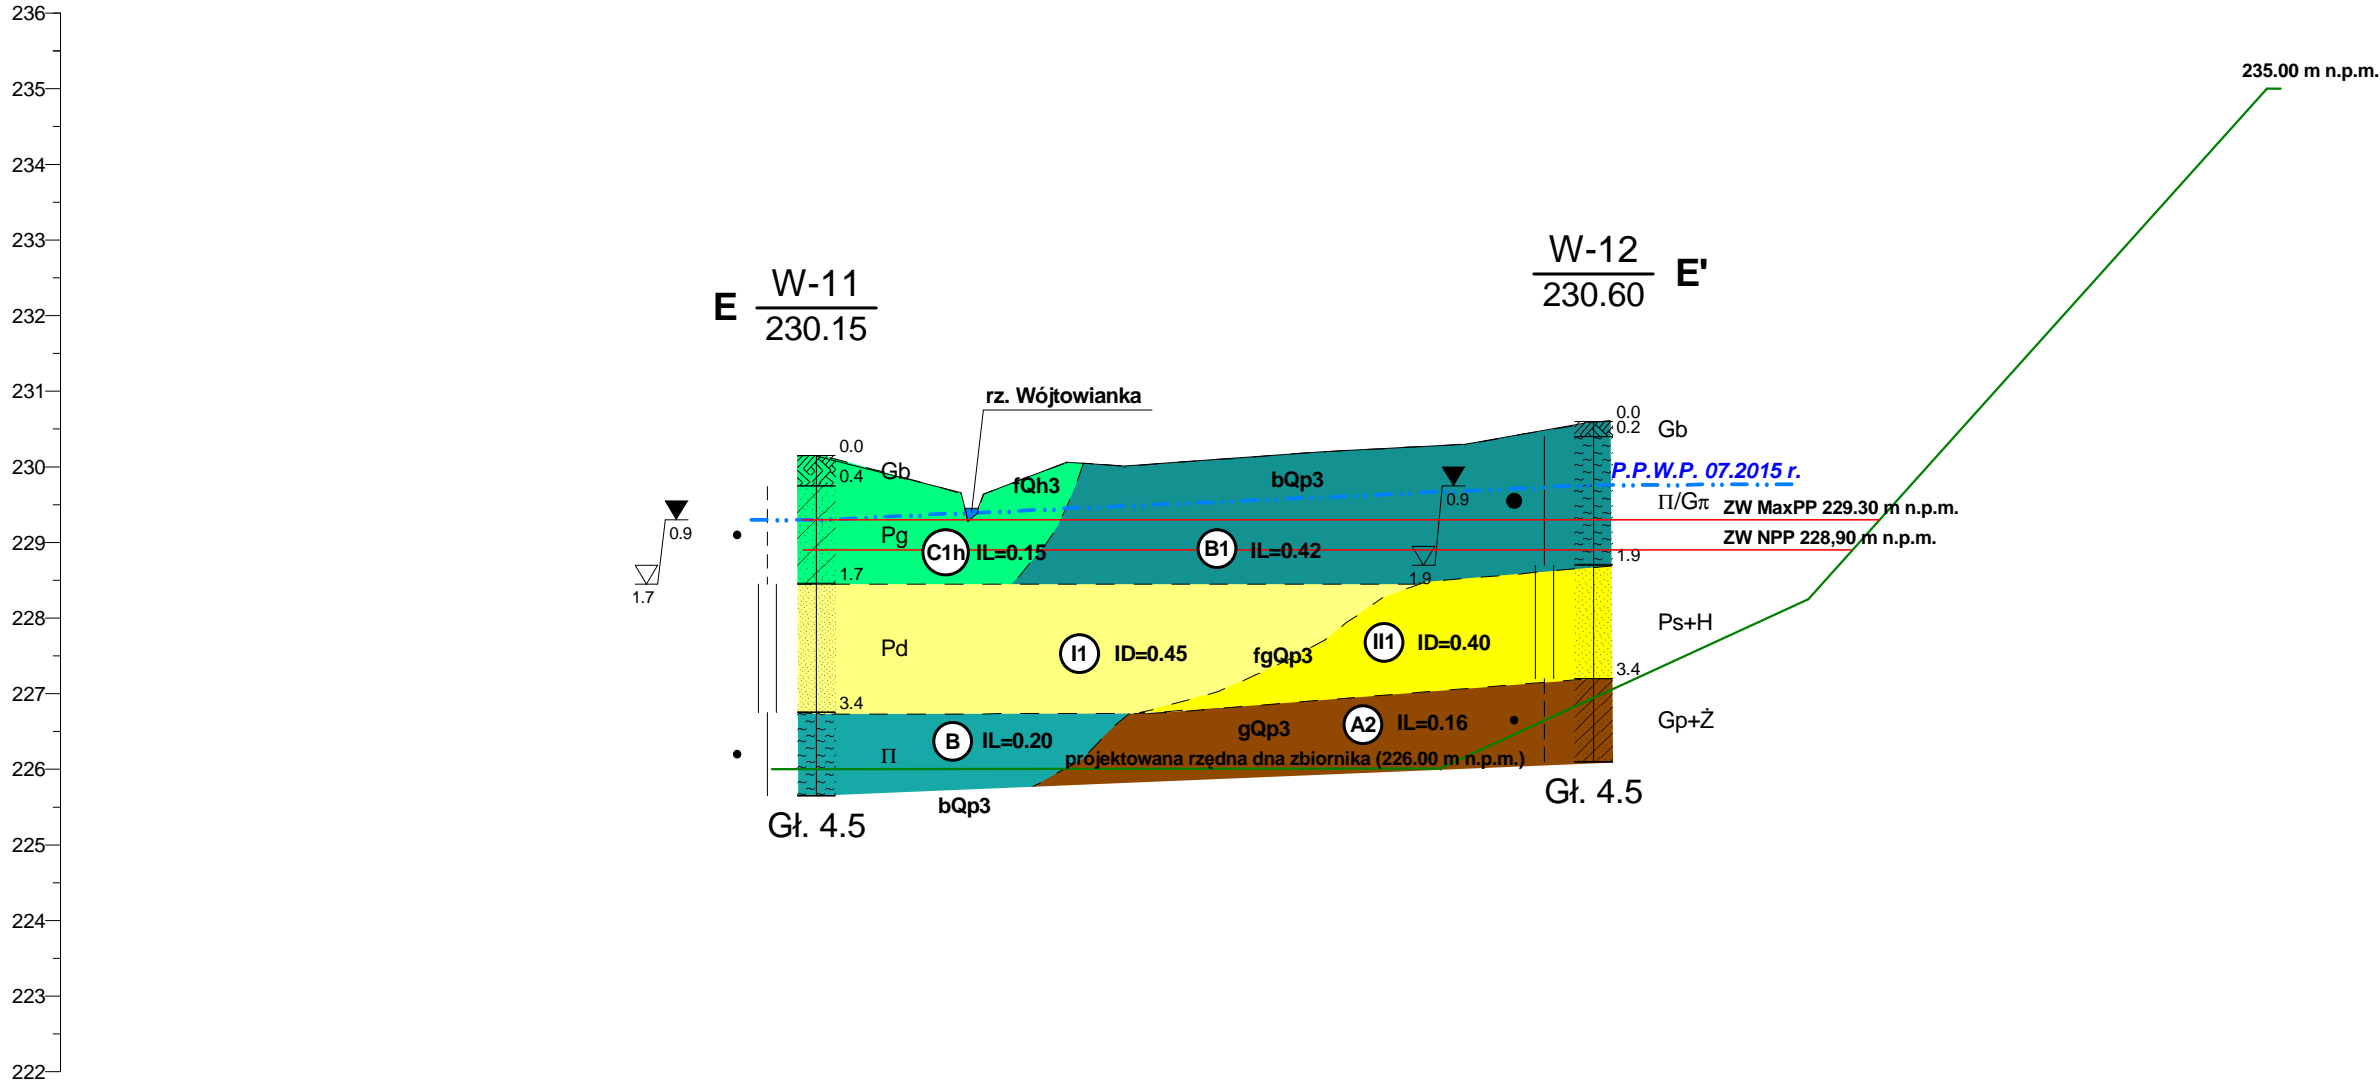 236
235
234
233
232
231
230
229
228
227
226
225
224
223
222
235.00 m n.p.m.
E
W-11
230.15
W-12
230.60
E'
rz. Wójtowianka
0.0
0.4
1.7
3.4
Gb
Pg
Pd
Π
0.9
1.7
fQh3
bQp3
C1h IL=0.15
B1 IL=0.42
0.9
1.9
I1 ID=0.45
fgQp3
II1 ID=0.40
B IL=0.20
gQp3
A2 IL=0.16
projektowana rzędna dna zbiornika (226.00 m n.p.m.)
bQp3
Gł. 4.5
Gł. 4.5
0.0
0.2
1.9
3.4
Gb
P.P.W.P. 07.2015 r.
Π/Gπ
ZW MaxPP 229.30 m n.p.m.
ZW NPP 228,90 m n.p.m.
Ps+H
Gp+Ż